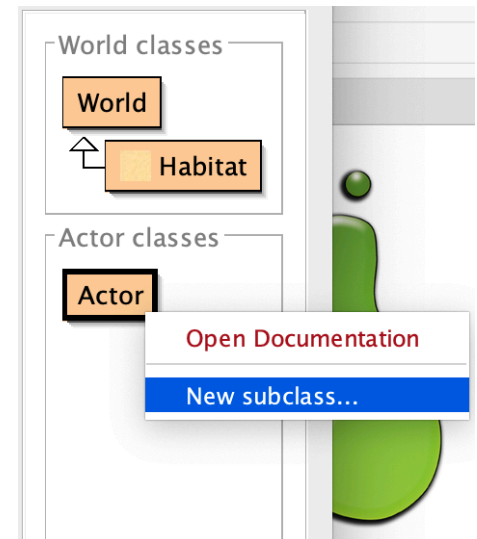 World classes
World
Habitat
Actor classes
Actor
Open Documentation
New subclass...